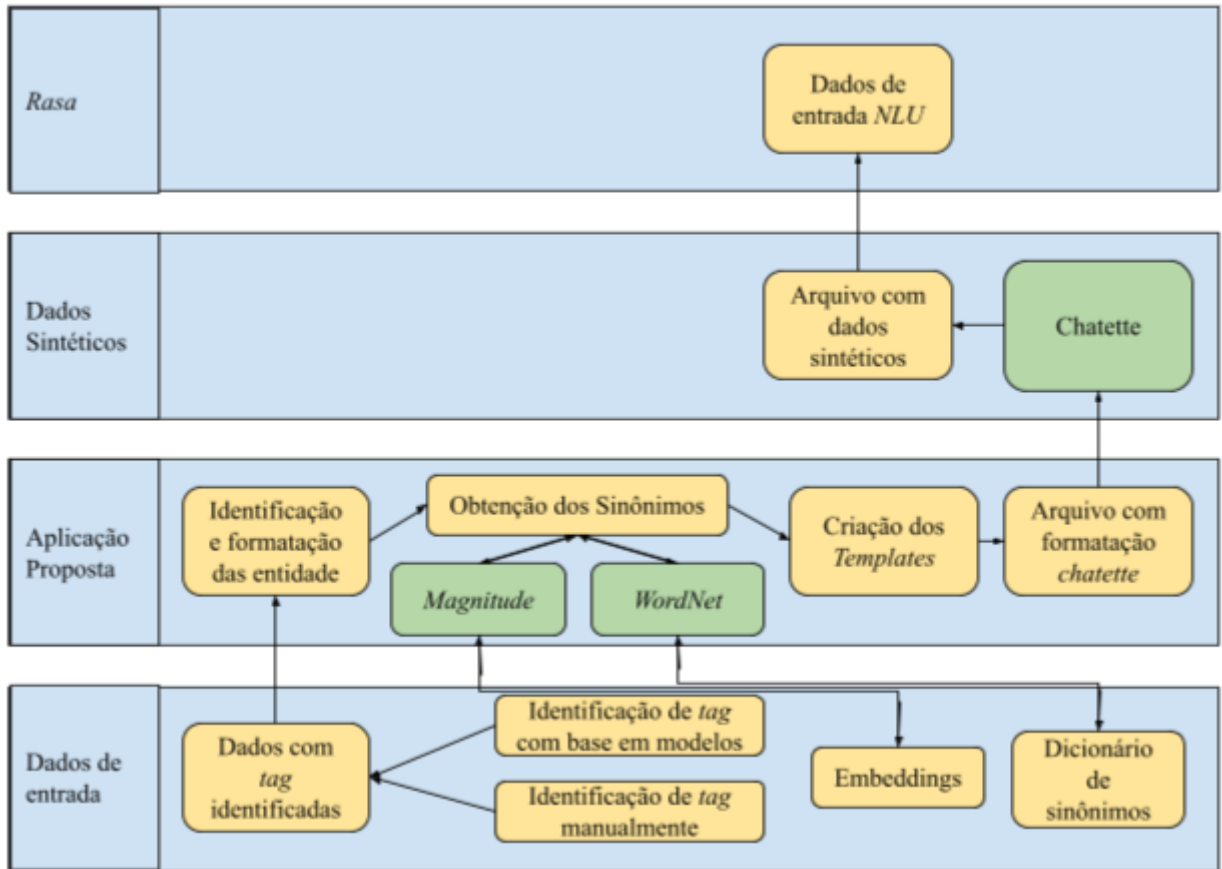 Rasa
Dados de
entrada NLU
Dados
Sintéticos
Arquivo com
dados
sintéticos
Chatette
Aplicação
Proposta
Identificação
e formatação
das entidade
Obtenção dos Sinônimos
Magnitude
WordNet
Criação dos
Templates
Arquivo com
formatação
chatette
Dados de
entrada
Dados com
tag
identificadas
Identificação de tag
com base em modelos
Identificação de tag
manualmente
Embeddings
Dicionário
de
sinônimos